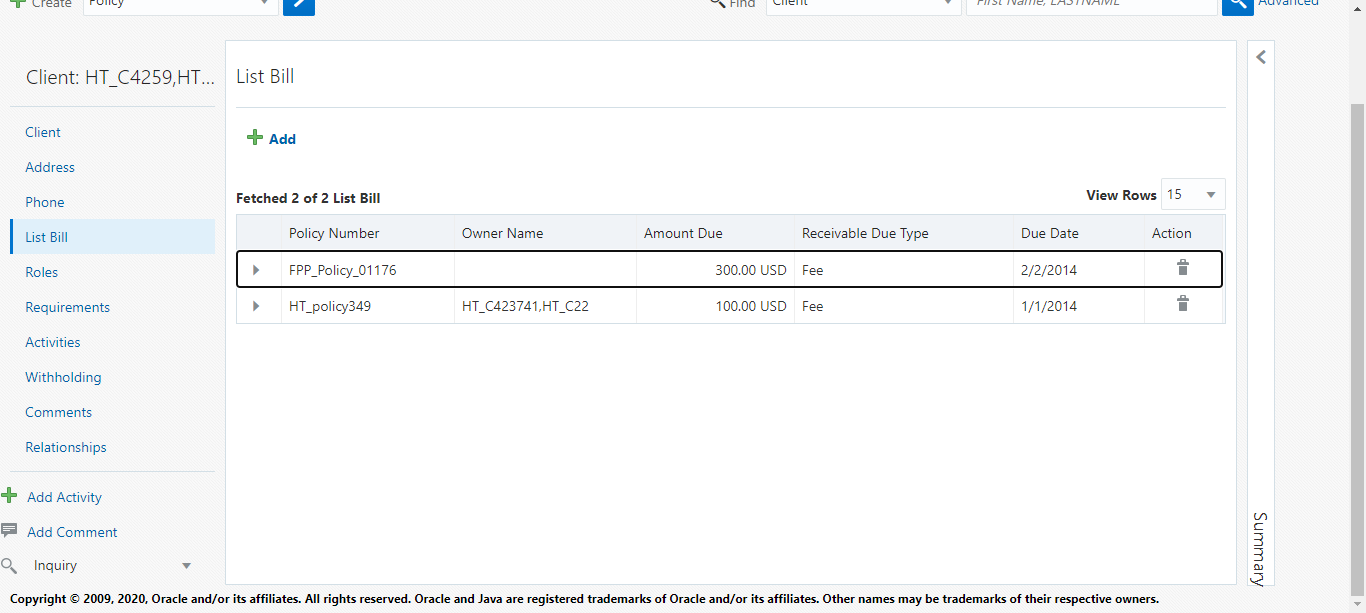 Create Policy Find Client First Name, LASTNAME Advanced
Client: HT_C4259,HT...
Client
Address
Phone
List Bill
Roles
Requirements
Activities
Withholding
Comments
Relationships
Add Activity
Add Comment
Inquiry
List Bill
Add
Fetched 2 of 2 List Bill
View Rows 15
Policy Number Owner Name Amount Due Receivable Due Type Due Date Action
FPP_Policy_01176 300.00 USD Fee 2/2/2014
HT_policy349 HT_C423741,HT_C22 100.00 USD Fee 1/1/2014
Summary
Copyright © 2009, 2020, Oracle and/or its affiliates. All rights reserved. Oracle and Java are registered trademarks of Oracle and/or its affiliates. Other names may be trademarks of their respective owners.